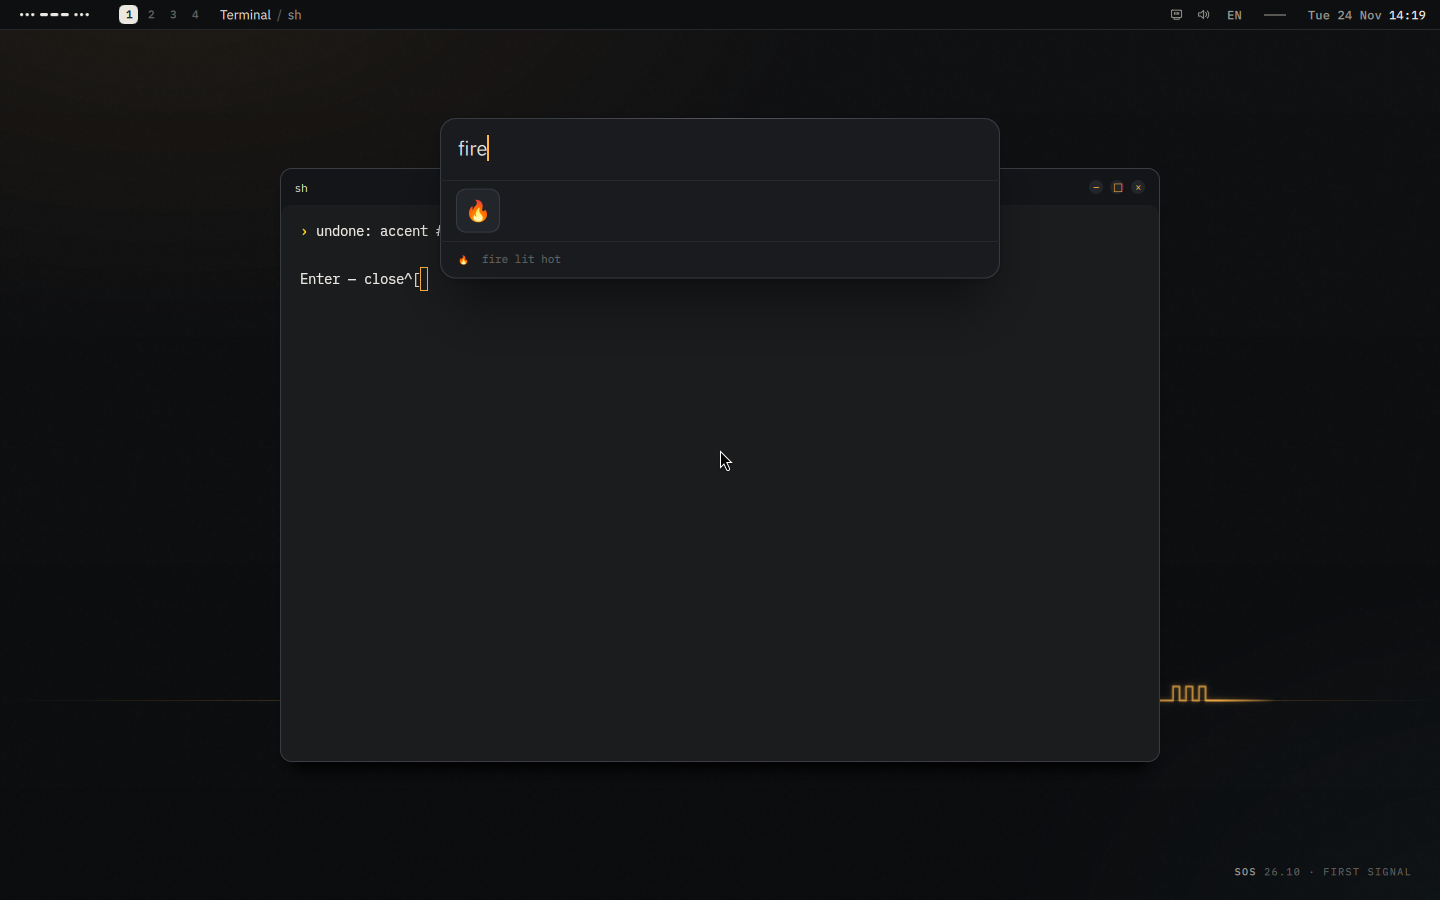 1 2 3 4 Terminal / sh EN Tue 24 Nov 14:19
fire
sh
› undone: accent #
fire lit hot
Enter — close^[
SOS 26.10 · FIRST SIGNAL